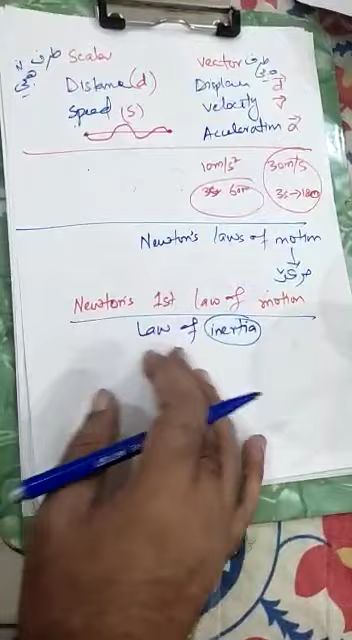 Scalar Vector
Distance (d) Displacem d⃗
Speed (S) Velocity v⃗
Acceleration a⃗
10m/s² 30m/s
60m 3s→180
Newton's laws of motion
↓
حرکت
Newton's 1st law of motion
Law of inertia